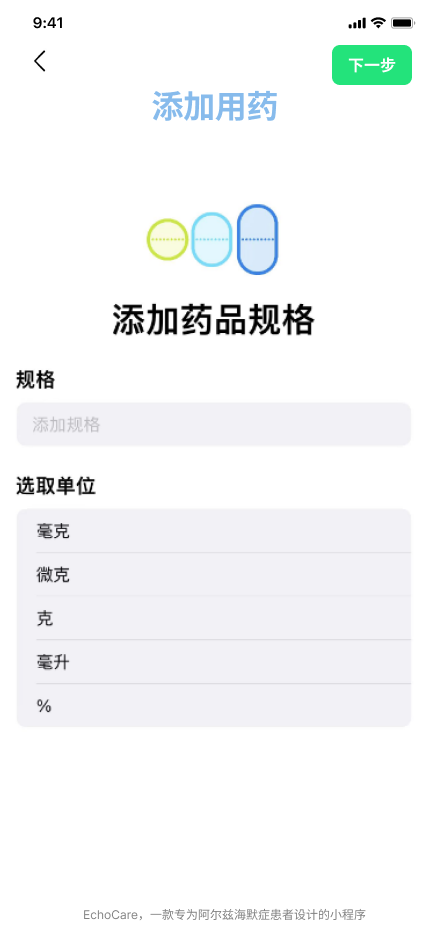 9:41
下一步
添加用药
添加药品规格
规格
添加规格
选取单位
毫克
微克
克
毫升
%
EchoCare，一款专为阿尔兹海默症患者设计的小程序